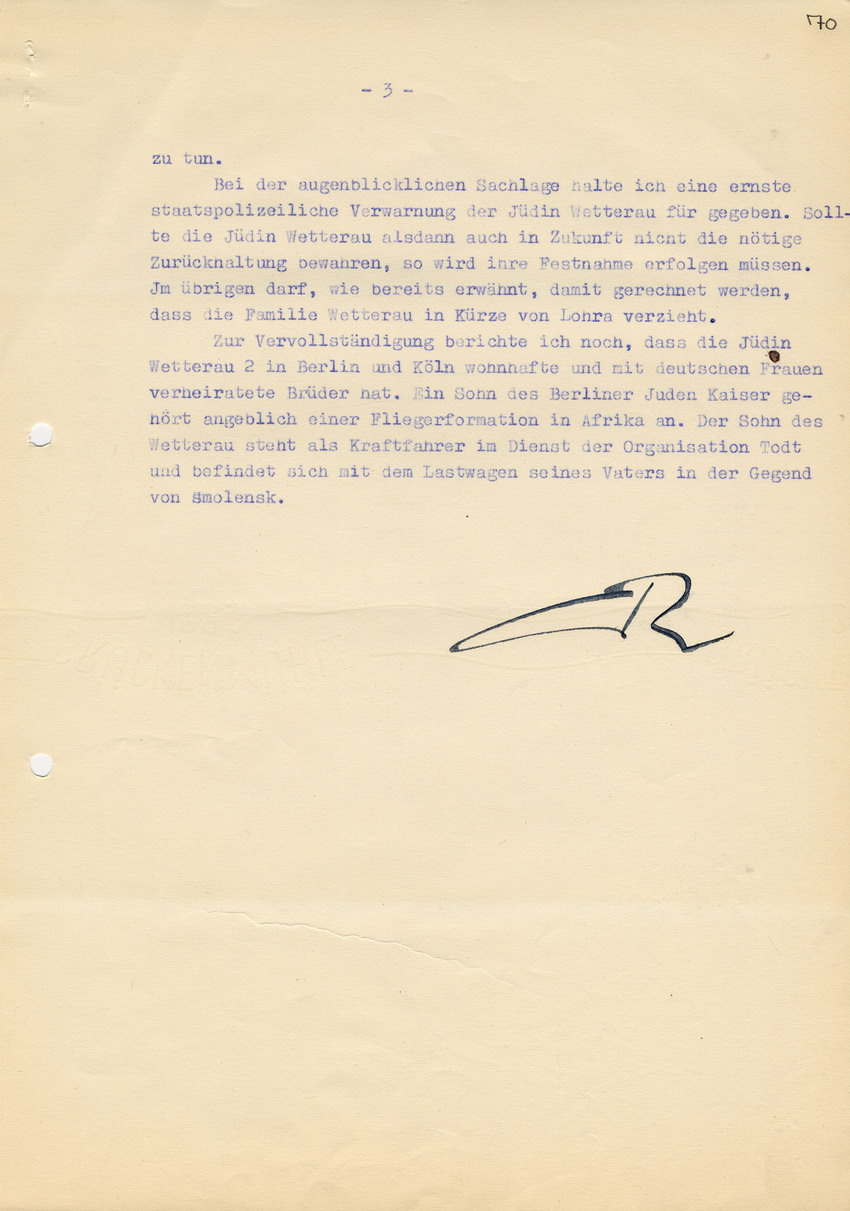 70
- 3 -
zu tun.
Bei der augenblicklichen Sachlage halte ich eine ernste
staatspolizeiliche Verwarnung der Jüdin Wetterau für gegeben. Soll-
te die Jüdin Wetterau alsdann auch in Zukunft nicht die nötige
Zurückhaltung bewahren, so wird ihre Festnahme erfolgen müssen.
Jm übrigen darf, wie bereits erwähnt, damit gerechnet werden,
dass die Familie Wetterau in Kürze von Lohra verzieht.
Zur Vervollständigung berichte ich noch, dass die Jüdin
Wetterau 2 in Berlin und Köln wohnhafte und mit deutschen Frauen
verheiratete Brüder hat. Ein Sohn des Berliner Juden Kaiser ge-
hört angeblich einer Fliegerformation in Afrika an. Der Sohn des
Wetterau steht als Kraftfahrer im Dienst der Organisation Todt
und befindet sich mit dem Lastwagen seines Vaters in der Gegend
von Smolensk.